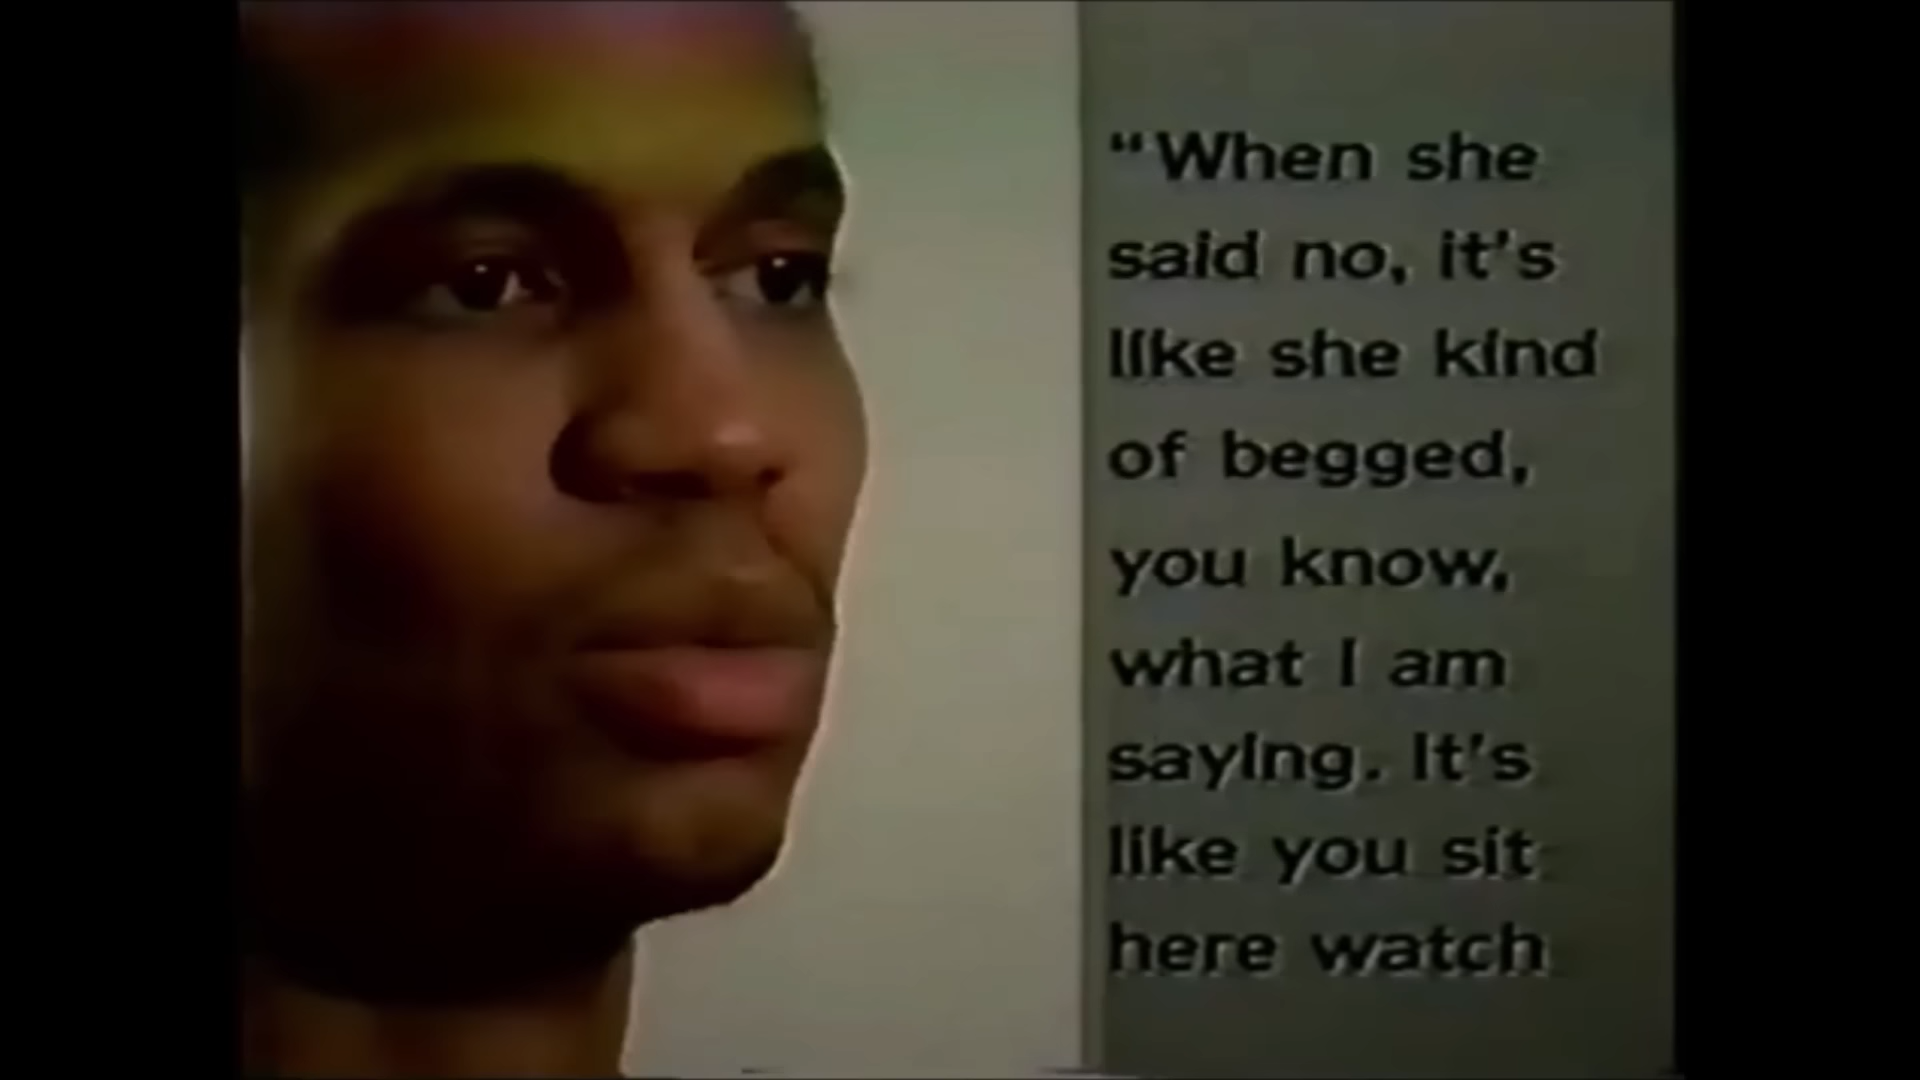 “When she
said no, it's
like she kind
of begged,
you know,
what I am
saying. It's
like you sit
here watch